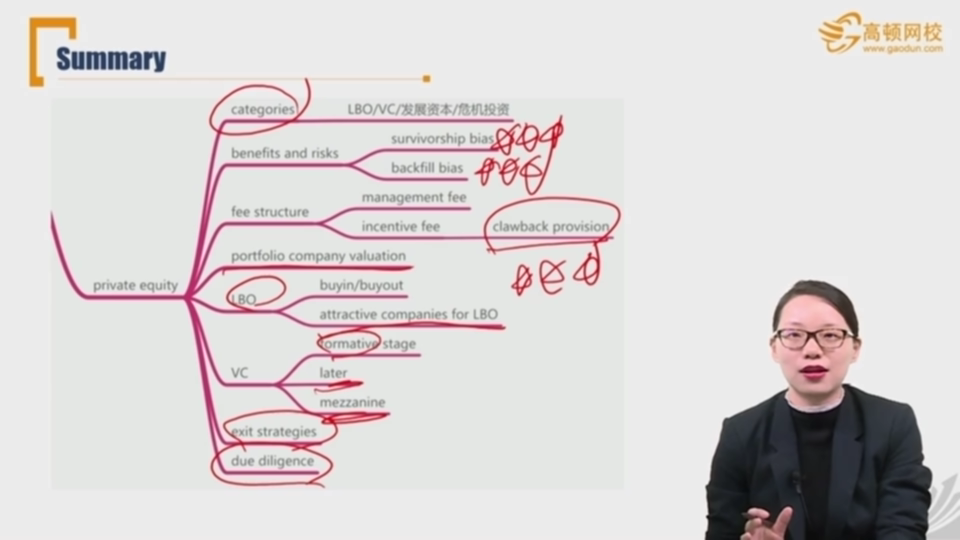 Summary
高顿网校
www.gaodun.com
categories
LBO/VC/发展资本/危机投资
survivorship bias
benefits and risks
backfill bias
management fee
fee structure
incentive fee
clawback provision
portfolio company valuation
private equity
buyin/buyout
LBO
attractive companies for LBO
formative stage
VC
later
mezzanine
exit strategies
due diligence